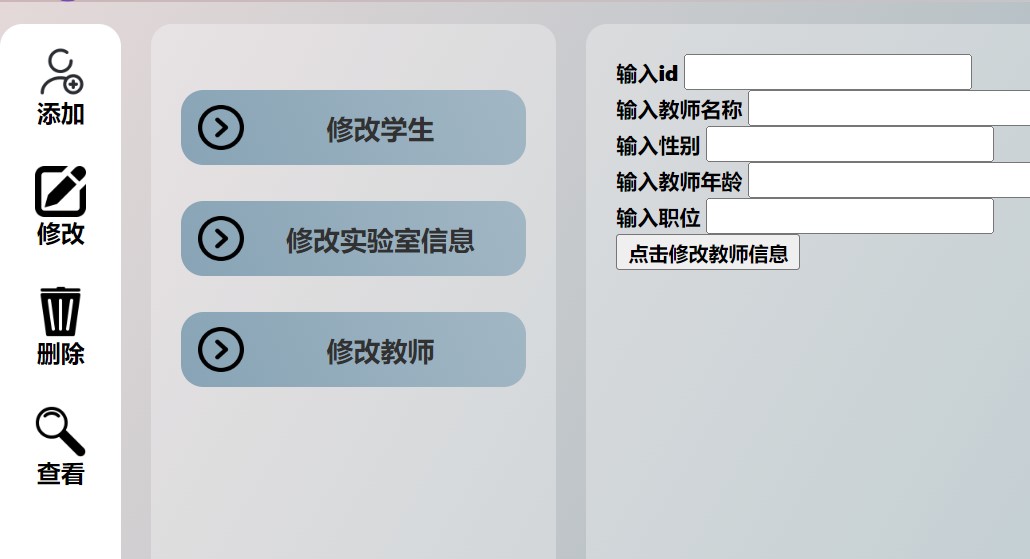 添加
修改
删除
查看
修改学生
修改实验室信息
修改教师
输入id
输入教师名称
输入性别
输入教师年龄
输入职位
点击修改教师信息